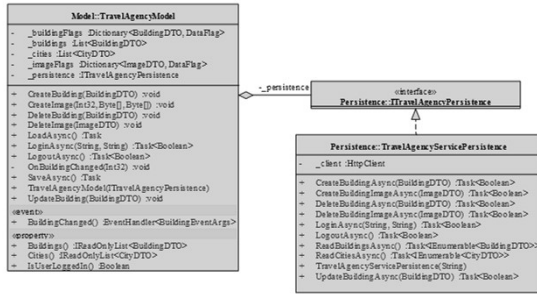 Model::TravelAgencyModel
- _buildingFlags :Dictionary<BuildingDTO, DataFlag>
- _buildings :List<BuildingDTO>
- _cities :List<CityDTO>
- _imageFlags :Dictionary<ImageDTO, DataFlag>
- _persistence :ITravelAgencyPersistence
+ CreateBuilding(BuildingDTO) :void
+ CreateImage(Int32, Byte[], Byte[]) :void
+ DeleteBuilding(BuildingDTO) :void
+ DeleteImage(ImageDTO) :void
+ LoadAsync() :Task
+ LoginAsync(String, String) :Task<Boolean>
+ LogoutAsync() :Task<Boolean>
- OnBuildingChanged(Int32) :void
+ SaveAsync() :Task
+ TravelAgencyModel(ITravelAgencyPersistence)
+ UpdateBuilding(BuildingDTO) :void
«event»
+ BuildingChanged() :EventHandler<BuildingEventArgs>
«property»
+ Buildings() :IReadOnlyList<BuildingDTO>
+ Cities() :IReadOnlyList<CityDTO>
+ IsUserLoggedIn() :Boolean
-_persistence
«interface»
Persistence::ITravelAgencyPersistence
Persistence::TravelAgencyServicePersistence
- _client :HttpClient
+ CreateBuildingAsync(BuildingDTO) :Task<Boolean>
+ CreateBuildingImageAsync(ImageDTO) :Task<Boolean>
+ DeleteBuildingAsync(BuildingDTO) :Task<Boolean>
+ DeleteBuildingImageAsync(ImageDTO) :Task<Boolean>
+ LoginAsync(String, String) :Task<Boolean>
+ LogoutAsync() :Task<Boolean>
+ ReadBuildingsAsync() :Task<IEnumerable<BuildingDTO>>
+ ReadCitiesAsync() :Task<IEnumerable<CityDTO>>
+ TravelAgencyServicePersistence(String)
+ UpdateBuildingAsync(BuildingDTO) :Task<Boolean>